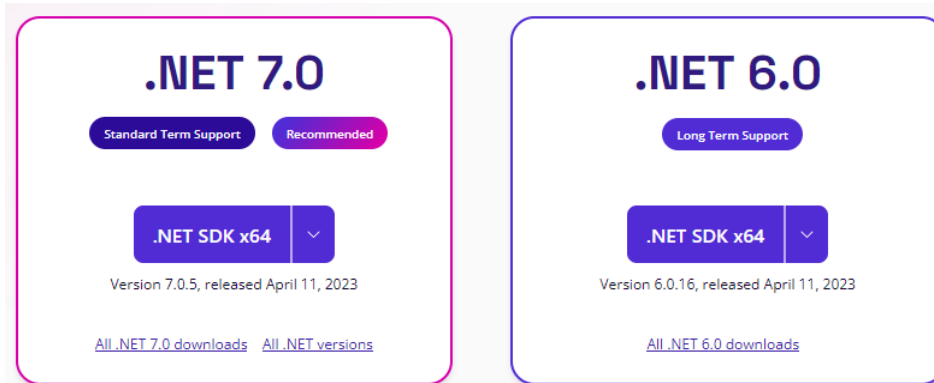 .NET 7.0
Standard Term Support
Recommended
.NET SDK x64
Version 7.0.5, released April 11, 2023
All .NET 7.0 downloads
All .NET versions
.NET 6.0
Long Term Support
.NET SDK x64
Version 6.0.16, released April 11, 2023
All .NET 6.0 downloads